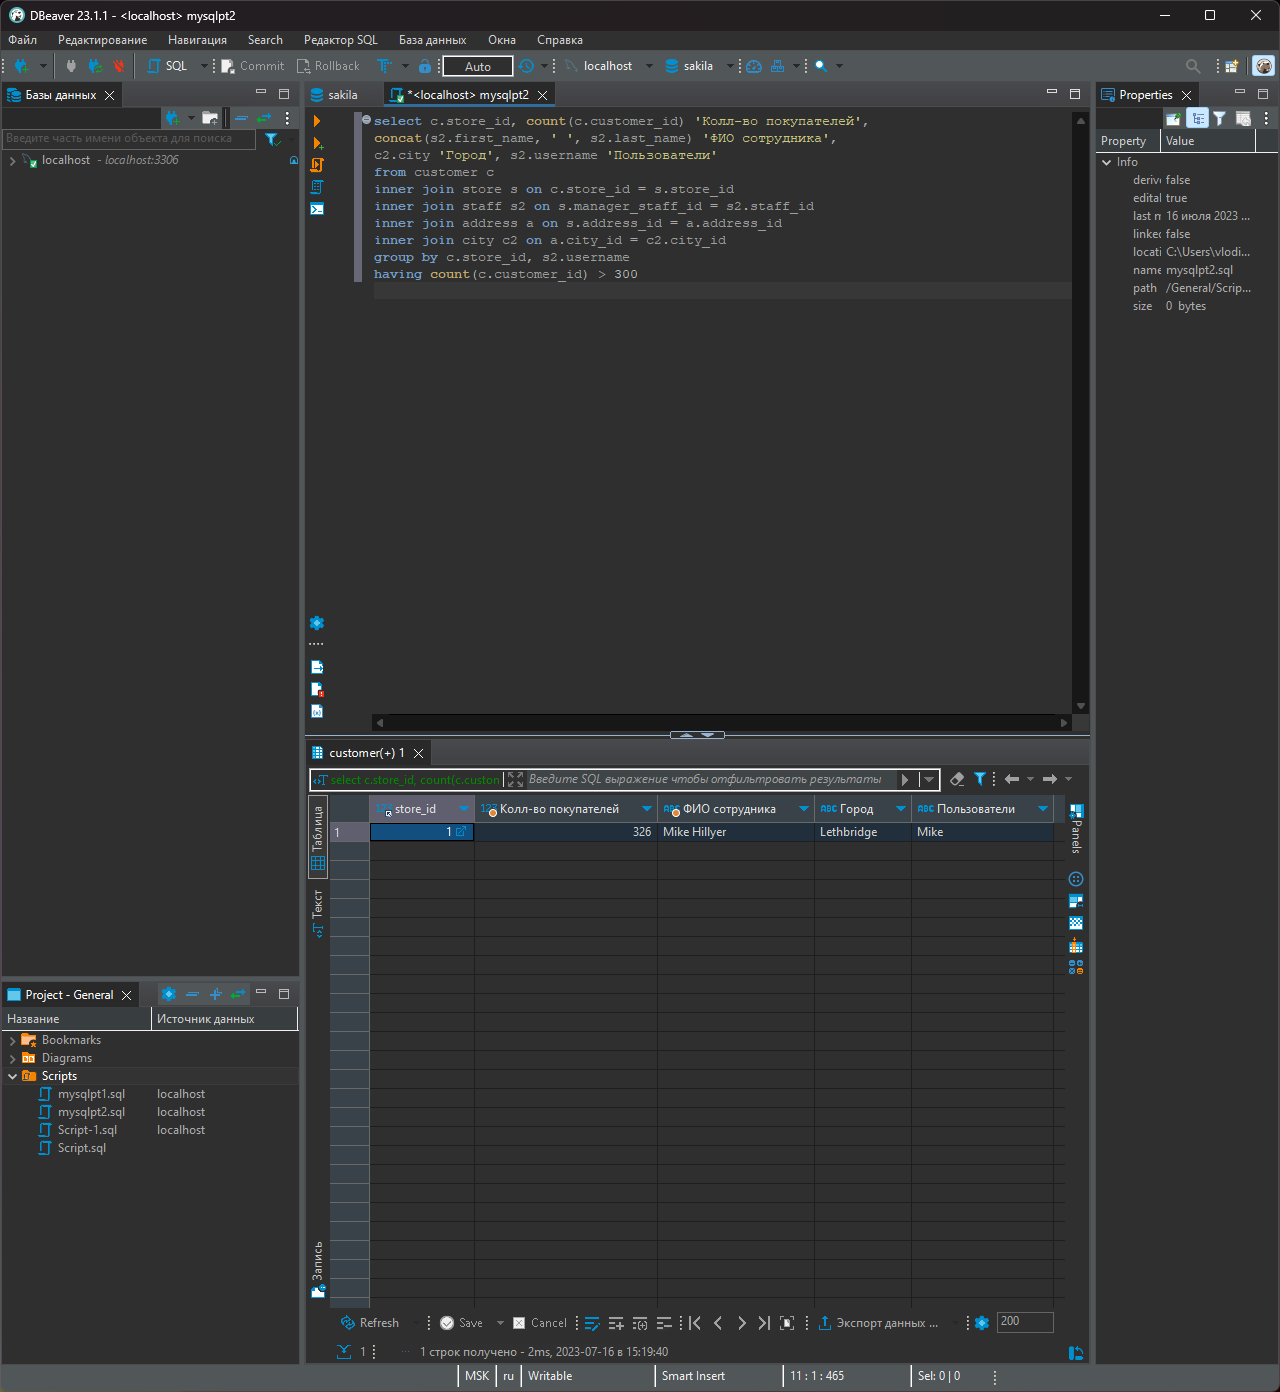 DBeaver 23.1.1 - <localhost> mysqlpt2
Файл Редактирование Навигация Search Редактор SQL База данных Окна Справка
SQL Commit Rollback Auto localhost sakila
Базы данных
Введите часть имени объекта для поиска
localhost - localhost:3306
sakila *<localhost> mysqlpt2
select c.store_id, count(c.customer_id) 'Колл-во покупателей',
concat(s2.first_name, ' ', s2.last_name) 'ФИО сотрудника',
c2.city 'Город', s2.username 'Пользователи'
from customer c
inner join store s on c.store_id = s.store_id
inner join staff s2 on s.manager_staff_id = s2.staff_id
inner join address a on s.address_id = a.address_id
inner join city c2 on a.city_id = c2.city_id
group by c.store_id, s2.username
having count(c.customer_id) > 300
Properties
Property Value
Info
deriv false
edital true
last m 16 июля 2023 ...
linked false
locati C:\Users\vlodi...
name mysqlpt2.sql
path /General/Scrip...
size 0 bytes
customer(+) 1
select c.store_id, count(c.custon Введите SQL выражение чтобы отфильтровать результаты
Таблица
Текст
Запись
123 store_id 123 Колл-во покупателей ABC ФИО сотрудника ABC Город ABC Пользователи
1 1 326 Mike Hillyer Lethbridge Mike
Panels
Project - General
Название Источник данных
Bookmarks
Diagrams
Scripts
mysqlpt1.sql localhost
mysqlpt2.sql localhost
Script-1.sql localhost
Script.sql
Refresh Save Cancel Экспорт данных ... 200
1 ... 1 строк получено - 2ms, 2023-07-16 в 15:19:40
MSK ru Writable Smart Insert 11 : 1 : 465 Sel: 0 | 0